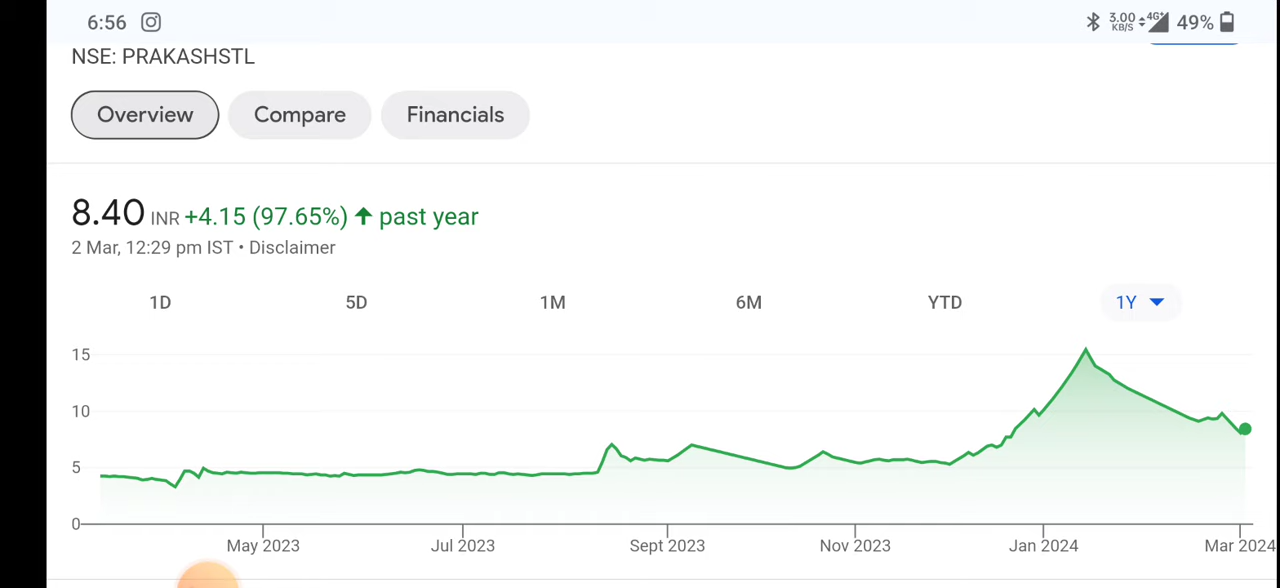 6:56 3.00 KB/S 4G+ 49%
NSE: PRAKASHSTL
Overview Compare Financials
8.40 INR +4.15 (97.65%) ↑ past year
2 Mar, 12:29 pm IST • Disclaimer
1D 5D 1M 6M YTD 1Y
15
10
5
0
May 2023 Jul 2023 Sept 2023 Nov 2023 Jan 2024 Mar 2024